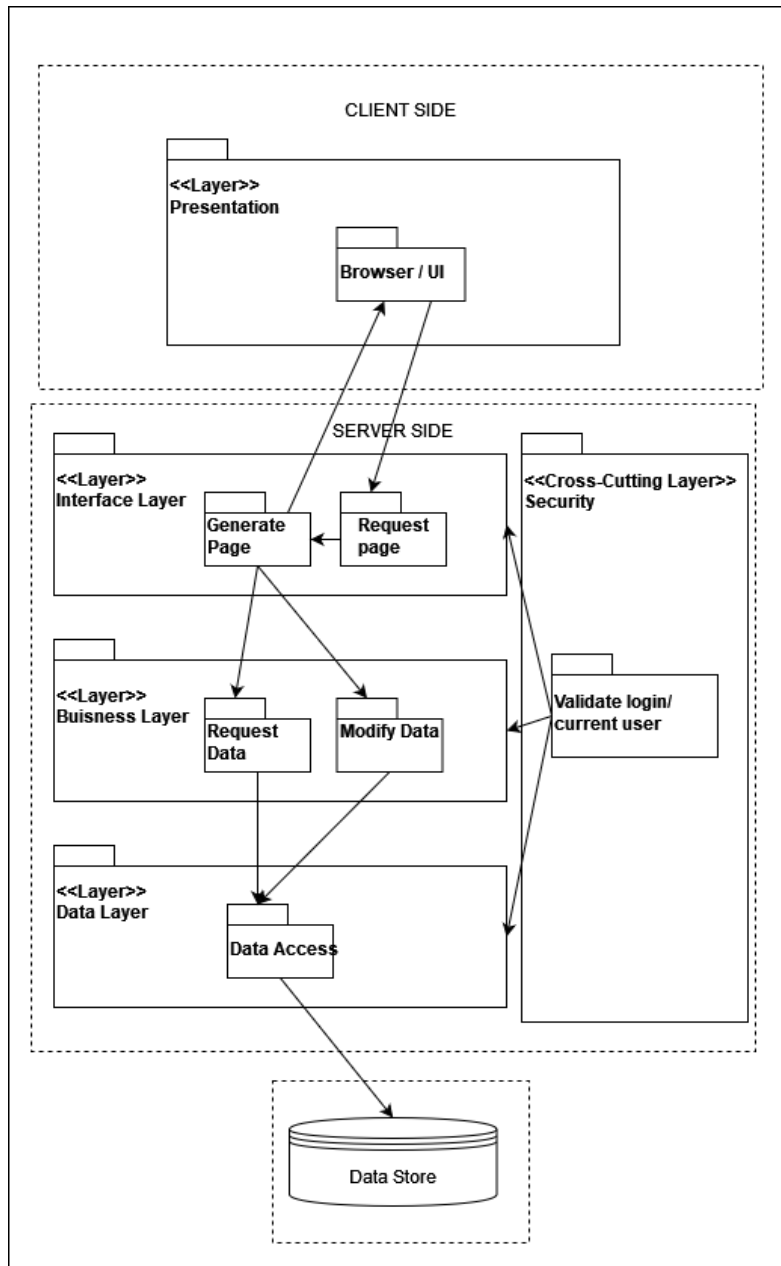 CLIENT SIDE
<<Layer>>
Presentation
Browser / UI
SERVER SIDE
<<Layer>>
Interface Layer
Generate
Page
Request
page
<<Cross-Cutting Layer>>
Security
<<Layer>>
Buisness Layer
Request
Data
Modify Data
Validate login/
current user
<<Layer>>
Data Layer
Data Access
Data Store